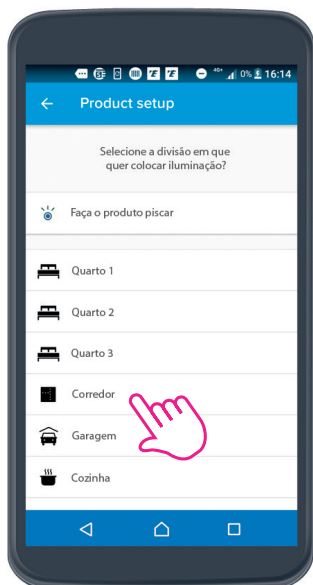 0% 16:14
Product setup
Selecione a divisão em que
quer colocar iluminação?
Faça o produto piscar
Quarto 1
Quarto 2
Quarto 3
Corredor
Garagem
Cozinha